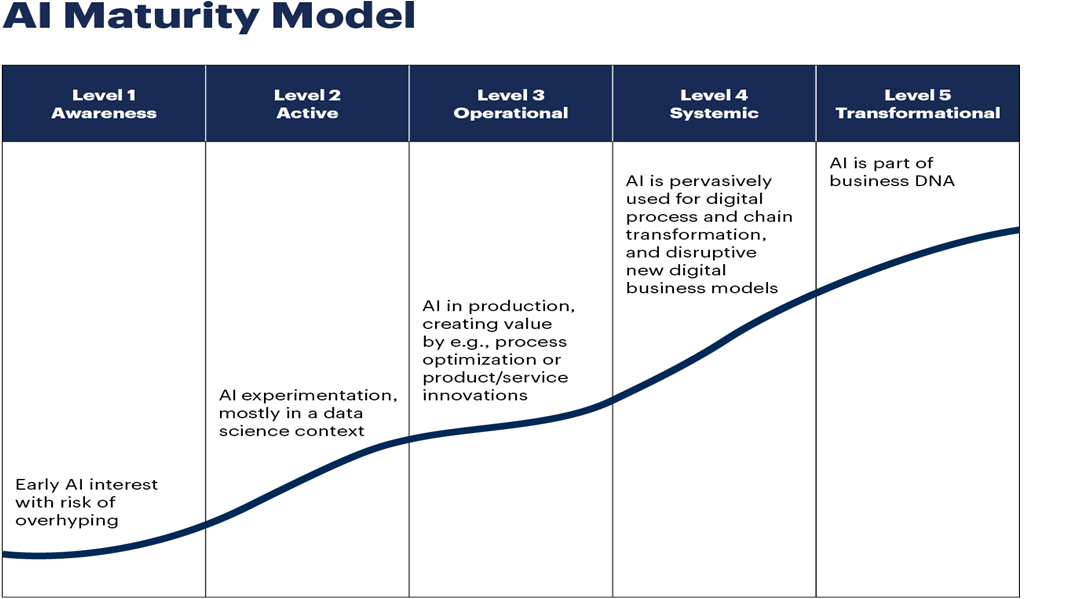 AI Maturity Model
Level 1
Awareness
Level 2
Active
Level 3
Operational
Level 4
Systemic
Level 5
Transformational
Early AI interest
with risk of
overhyping
AI experimentation,
mostly in a data
science context
AI in production,
creating value
by e.g., process
optimization or
product/service
innovations
AI is pervasively
used for digital
process and chain
transformation,
and disruptive
new digital
business models
AI is part of
business DNA